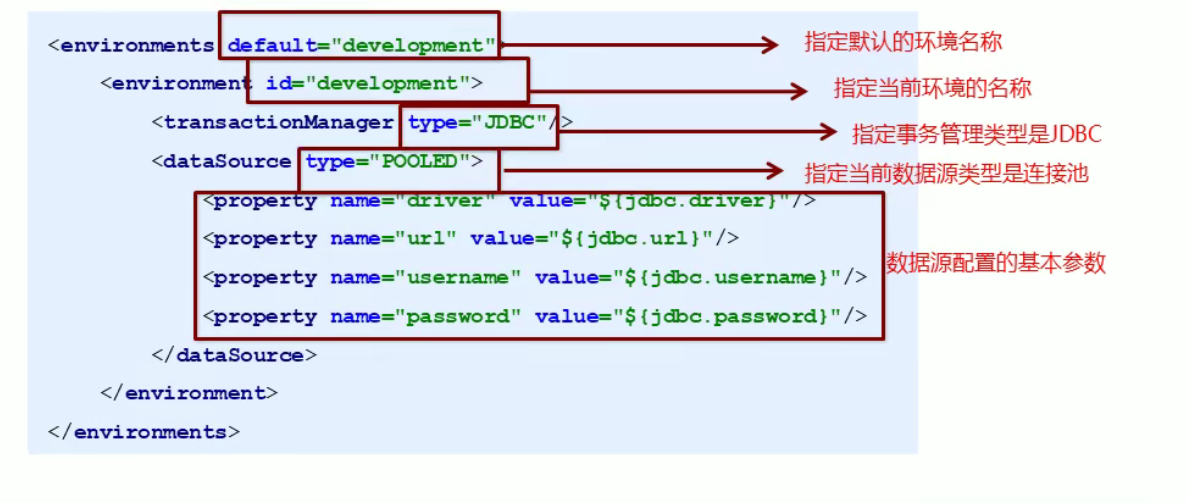 <environments default="development" 指定默认的环境名称
<environment id="development"> 指定当前环境的名称
<transactionManager type="JDBC"/> 指定事务管理类型是JDBC
<dataSource type="POOLED"> 指定当前数据源类型是连接池
<property name="driver" value="${jdbc.driver}"/>
<property name="url" value="${jdbc.url}"/>
<property name="username" value="${jdbc.username}"/> 数据源配置的基本参数
<property name="password" value="${jdbc.password}"/>
</dataSource>
</environment>
</environments>